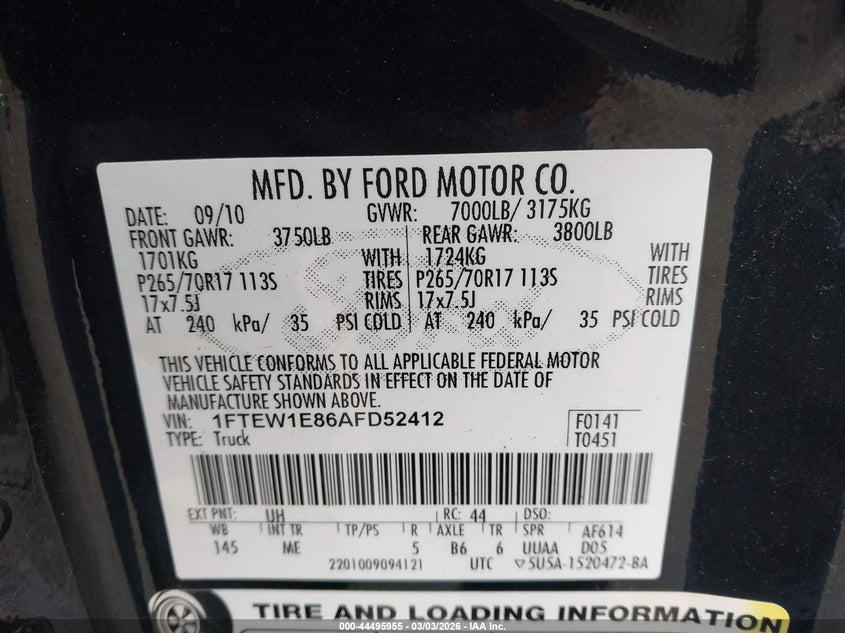 MFD. BY FORD MOTOR CO.
DATE: 09/10 GVWR: 7000LB/ 3175KG
FRONT GAWR: 3750LB REAR GAWR: 3800LB
1701KG WITH 1724KG WITH
P265/70R17 113S TIRES P265/70R17 113S TIRES
17x7.5J RIMS 17x7.5J RIMS
AT 240 kPa/ 35 PSI COLD AT 240 kPa/ 35 PSI COLD
THIS VEHICLE CONFORMS TO ALL APPLICABLE FEDERAL MOTOR
VEHICLE SAFETY STANDARDS IN EFFECT ON THE DATE OF
MANUFACTURE SHOWN ABOVE.
VIN: 1FTEW1E86AFD52412 F0141
TYPE: Truck T0451
EXT PNT: UH RC: 44 DSO:
WB INT TR TP/PS R AXLE TR SPR AF614
145 ME 5 B6 6 UUAA D05
2201009094121 UTC ▽5U5A-1520472-BA
TIRE AND LOADING INFORMATION
000-44495955 | 03/03/2026 - IAA Inc.